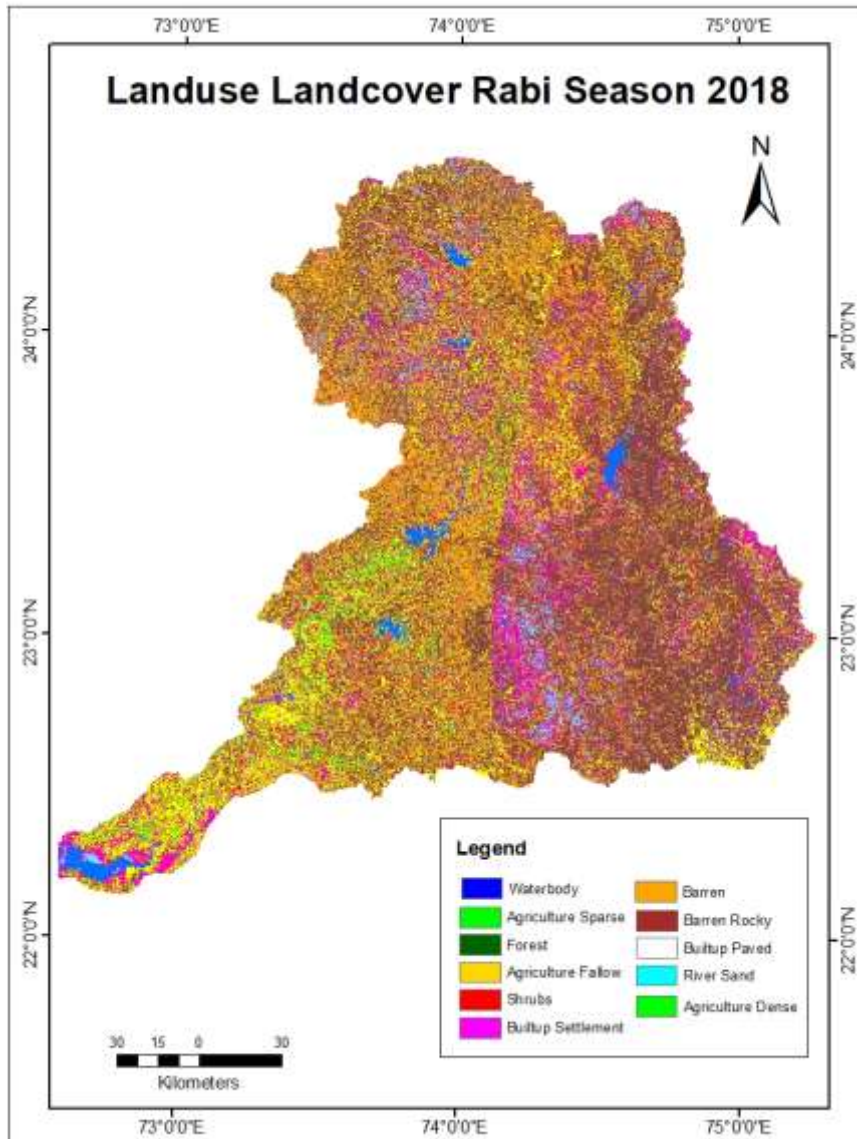 73°0'0"E 74°0'0"E 75°0'0"E
Landuse Landcover Rabi Season 2018
N
24°0'0"N 24°0'0"N
23°0'0"N 23°0'0"N
22°0'0"N 22°0'0"N
Legend
Waterbody
Agriculture Sparse
Forest
Agriculture Fallow
Shrubs
Builtup Settlement
Barren
Barren Rocky
Builtup Paved
River Sand
Agriculture Dense
30 15 0 30
Kilometers
73°0'0"E 74°0'0"E 75°0'0"E